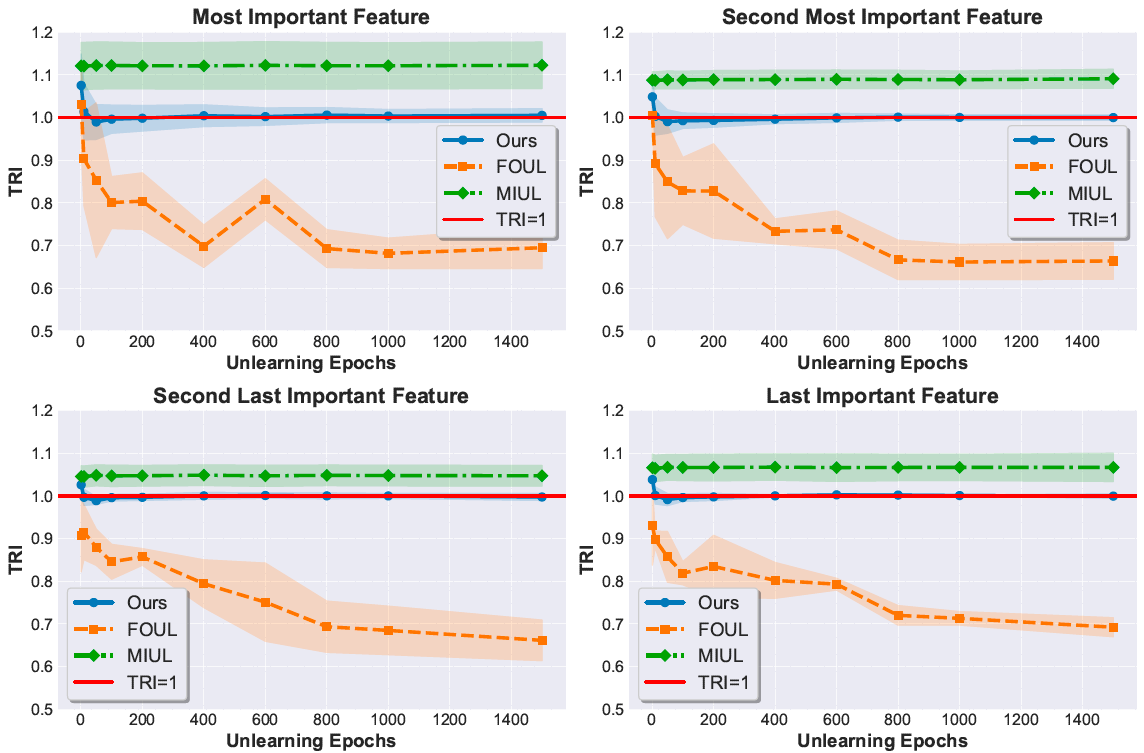 Most Important Feature
1.2
1.1
1.0
0.9
0.8
0.7
0.6
0.5
TRI
Ours
FOUL
MIUL
TRI=1
0 200 400 600 800 1000 1200 1400
Unlearning Epochs
Second Most Important Feature
1.2
1.1
1.0
0.9
0.8
0.7
0.6
0.5
TRI
Ours
FOUL
MIUL
TRI=1
0 200 400 600 800 1000 1200 1400
Unlearning Epochs
Second Last Important Feature
1.2
1.1
1.0
0.9
0.8
0.7
0.6
0.5
TRI
Ours
FOUL
MIUL
TRI=1
0 200 400 600 800 1000 1200 1400
Unlearning Epochs
Last Important Feature
1.2
1.1
1.0
0.9
0.8
0.7
0.6
0.5
TRI
Ours
FOUL
MIUL
TRI=1
0 200 400 600 800 1000 1200 1400
Unlearning Epochs